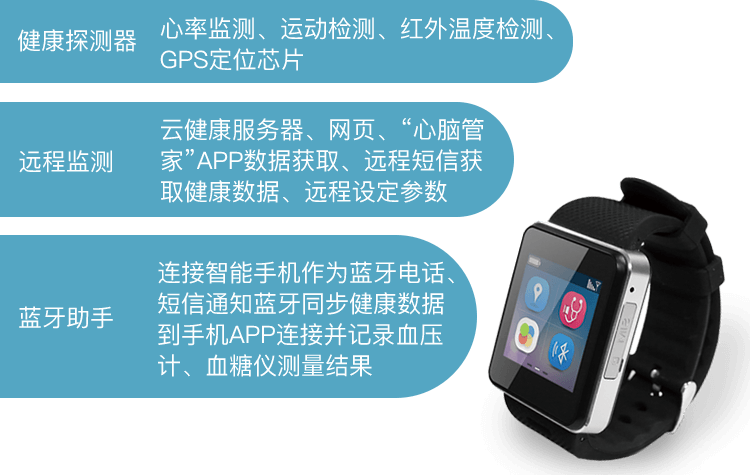 健康探测器
心率监测、运动检测、红外温度检测、
GPS定位芯片
远程监测
云健康服务器、网页、“心脑管
家”APP数据获取、远程短信获
取健康数据、远程设定参数
蓝牙助手
连接智能手机作为蓝牙电话、
短信通知蓝牙同步健康数据
到手机APP连接并记录血压
计、血糖仪测量结果